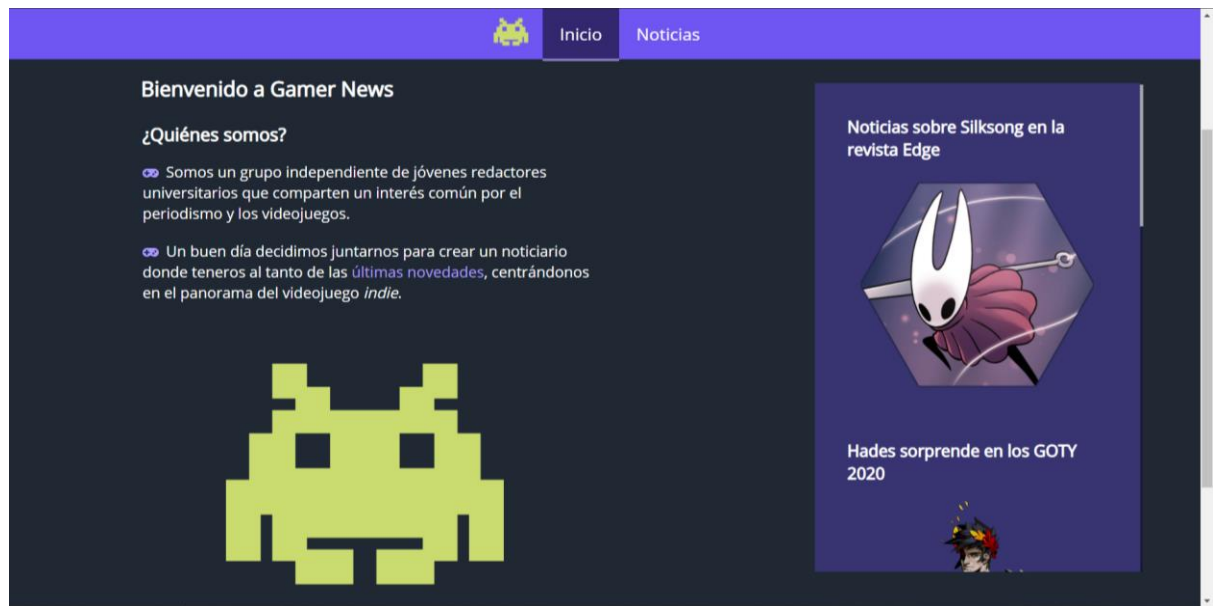 Inicio
Noticias
Bienvenido a Gamer News
¿Quiénes somos?
Somos un grupo independiente de jóvenes redactores
universitarios que comparten un interés común por el
periodismo y los videojuegos.
Un buen día decidimos juntarnos para crear un noticiario
donde teneros al tanto de las últimas novedades, centrándonos
en el panorama del videojuego indie.
Noticias sobre Silksong en la
revista Edge
Hades sorprende en los GOTY
2020